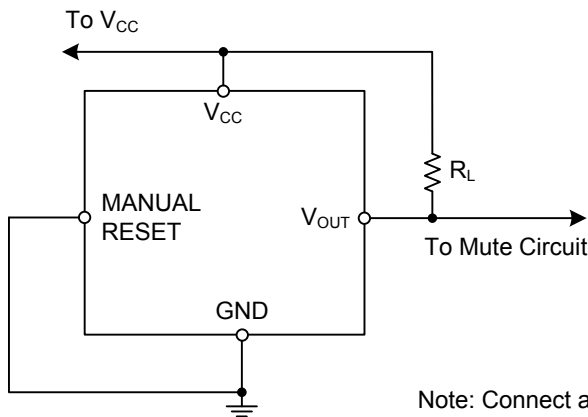 To VCC
VCC
MANUAL
RESET
VOUT
RL
To Mute Circuit
GND
Note: Connect a